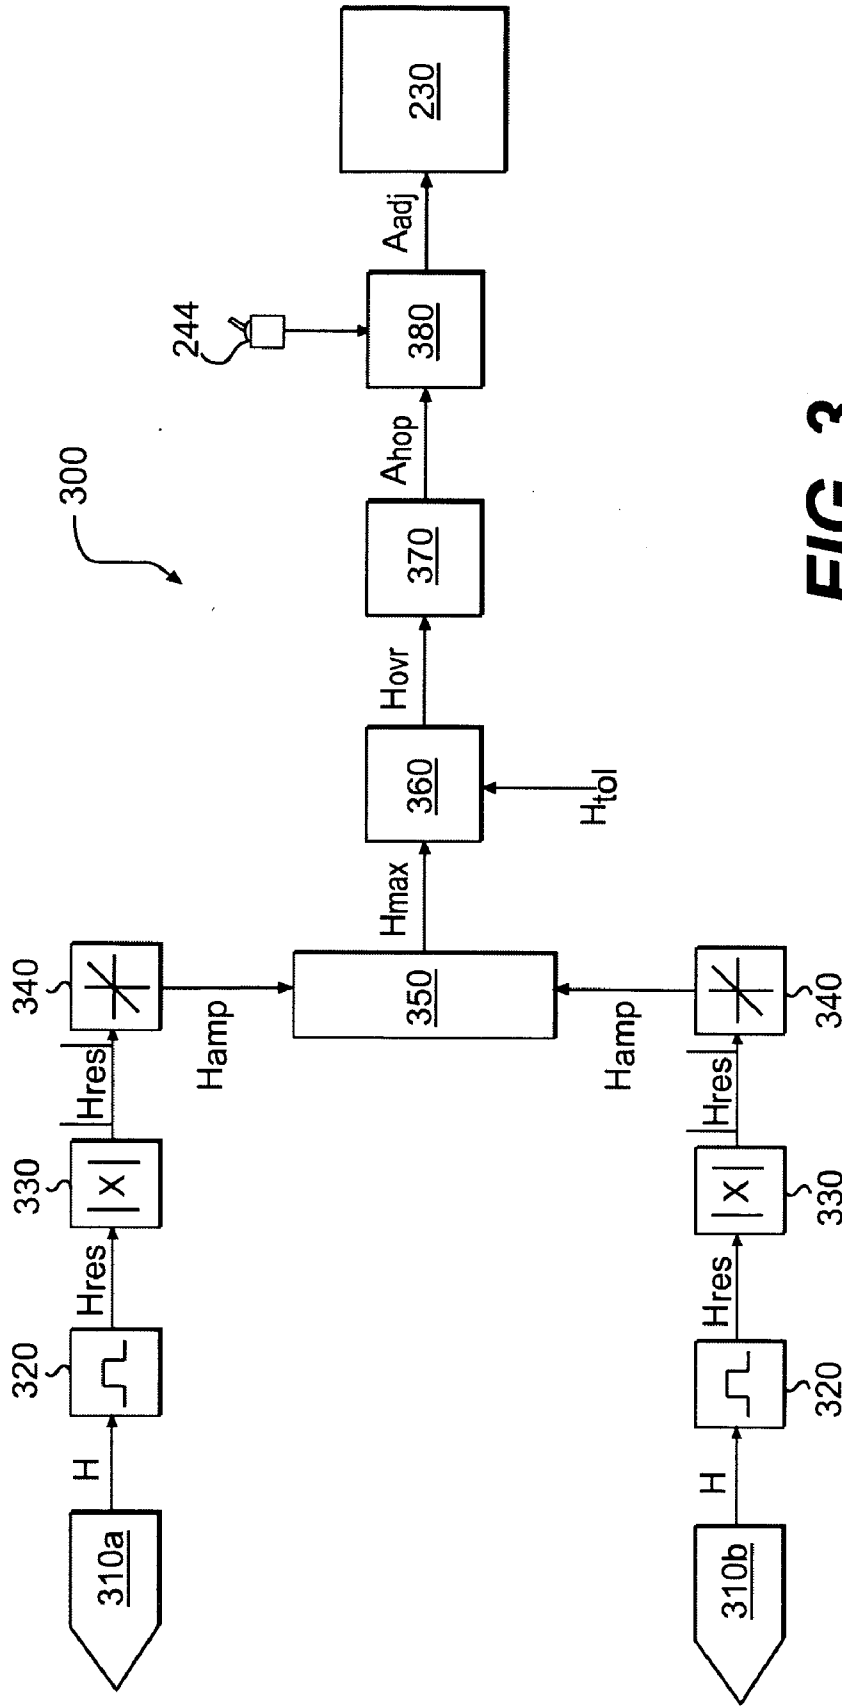 300
310a
H
320
Hres
330
|X|
|Hres|
340
Hamp
350
Hmax
360
Htol
Hovr
370
Ahop
380
244
Aadj
230
310b
H
320
Hres
330
|X|
|Hres|
340
Hamp
FIG. 3